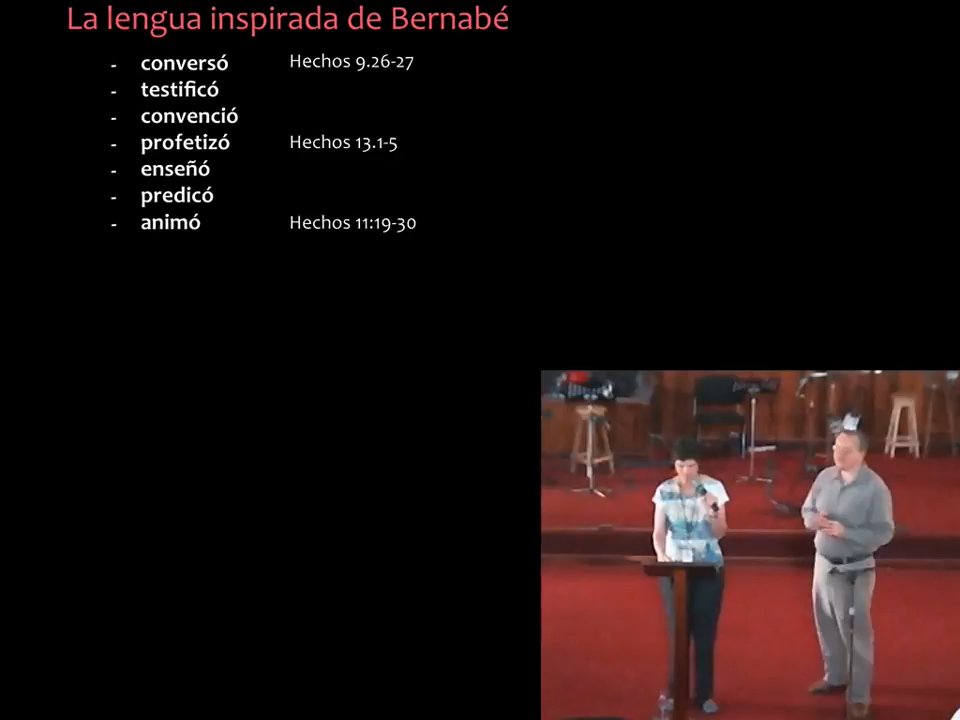 La lengua inspirada de Bernabé
- conversó Hechos 9.26-27
- testificó
- convenció
- profetizó Hechos 13.1-5
- enseñó
- predicó
- animó Hechos 11:19-30